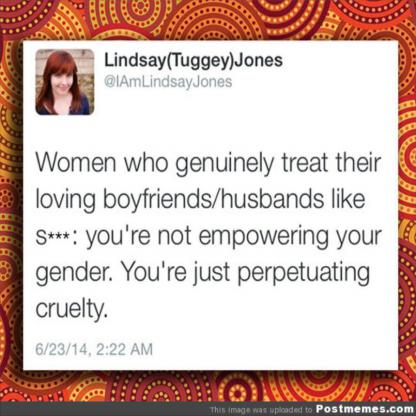 Lindsay(Tuggey)Jones
@IAmLindsayJones
Women who genuinely treat their
loving boyfriends/husbands like
s***: you're not empowering your
gender. You're just perpetuating
cruelty.
6/23/14, 2:22 AM
This image was uploaded to Postmemes.com